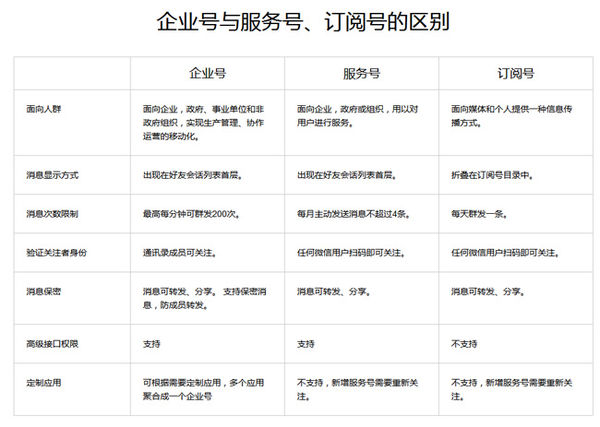 企业号与服务号、订阅号的区别
企业号
服务号
订阅号
面向人群
面向企业，政府、事业单位和非
政府组织，实现生产管理、协作
运营的移动化。
面向企业，政府或组织，用以对
用户进行服务。
面向媒体和个人提供一种信息传
播方式。
消息显示方式
出现在好友会话列表首层。
出现在好友会话列表首层。
折叠在订阅号目录中。
消息次数限制
最高每分钟可群发200次。
每月主动发送消息不超过4条。
每天群发一条。
验证关注者身份
通讯录成员可关注。
任何微信用户扫码即可关注。
任何微信用户扫码即可关注。
消息保密
消息可转发、分享。 支持保密消
息，防成员转发。
消息可转发、分享。
消息可转发、分享。
高级接口权限
支持
支持
不支持
定制应用
可根据需要定制应用，多个应用
聚合成一个企业号
不支持，新增服务号需要重新关
注。
不支持，新增服务号需要重新关
注。